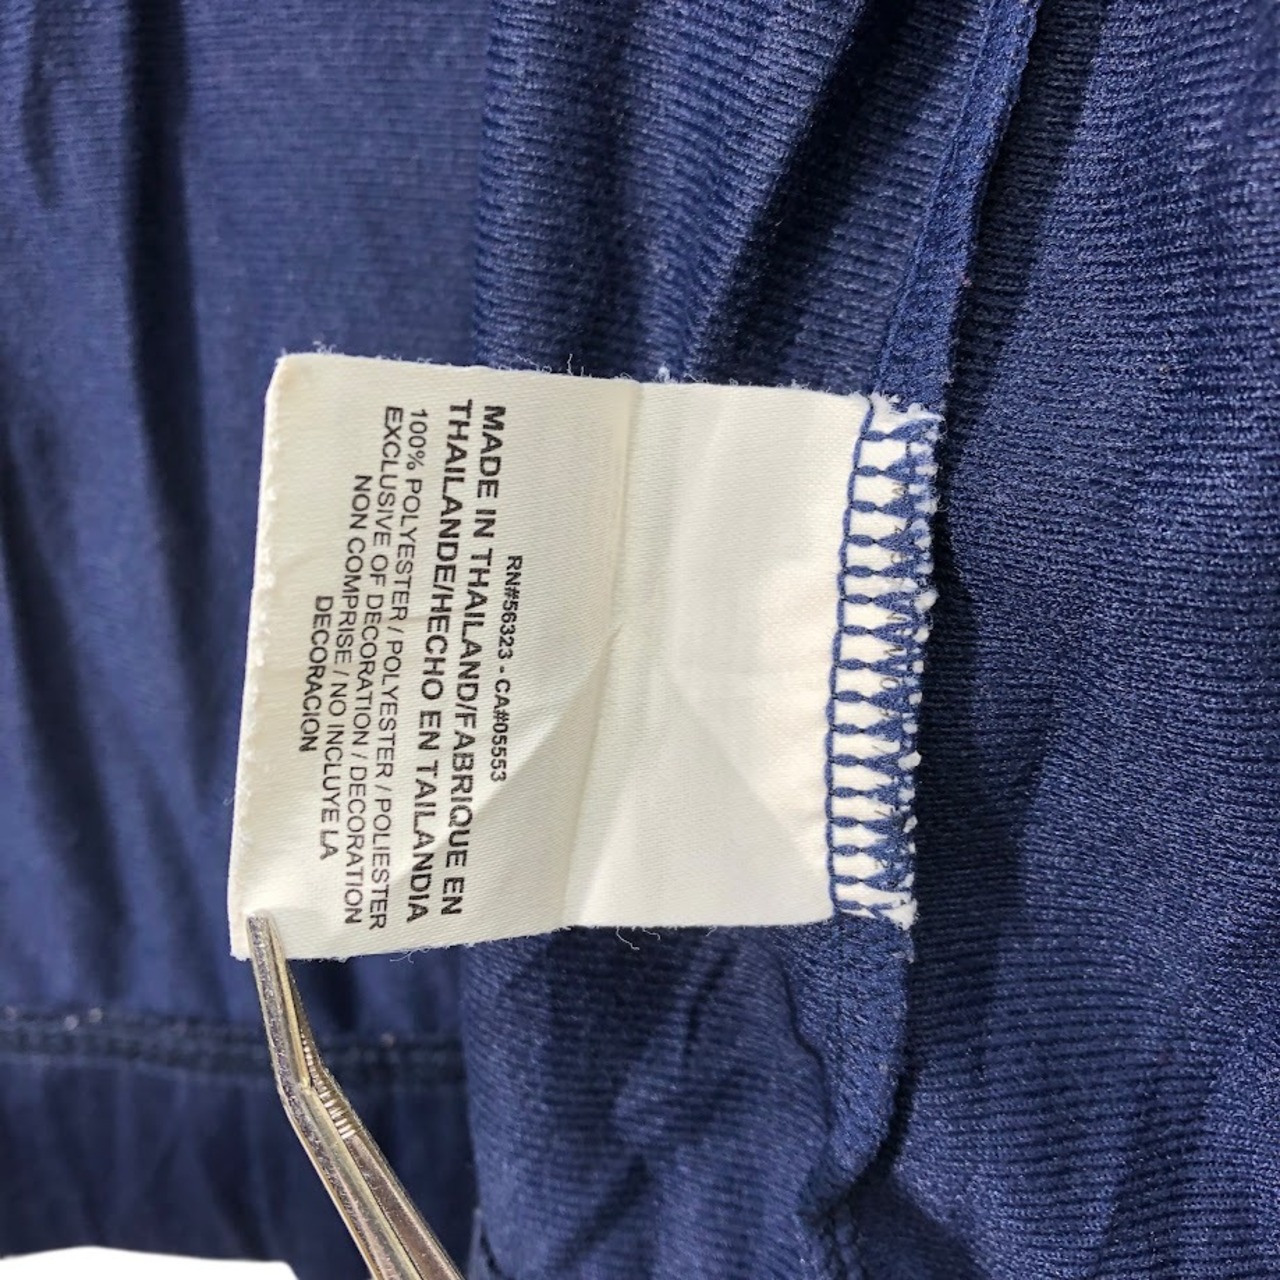 RN#56323 - CA#05553
MADE IN THAILAND/FABRIQUE EN
THAILANDE/HECHO EN TAILANDIA
100% POLYESTER / POLYESTER / POLIESTER
EXCLUSIVE OF DECORATION / DECORATION
NON COMPRISE / NO INCLUYE LA
DECORACION